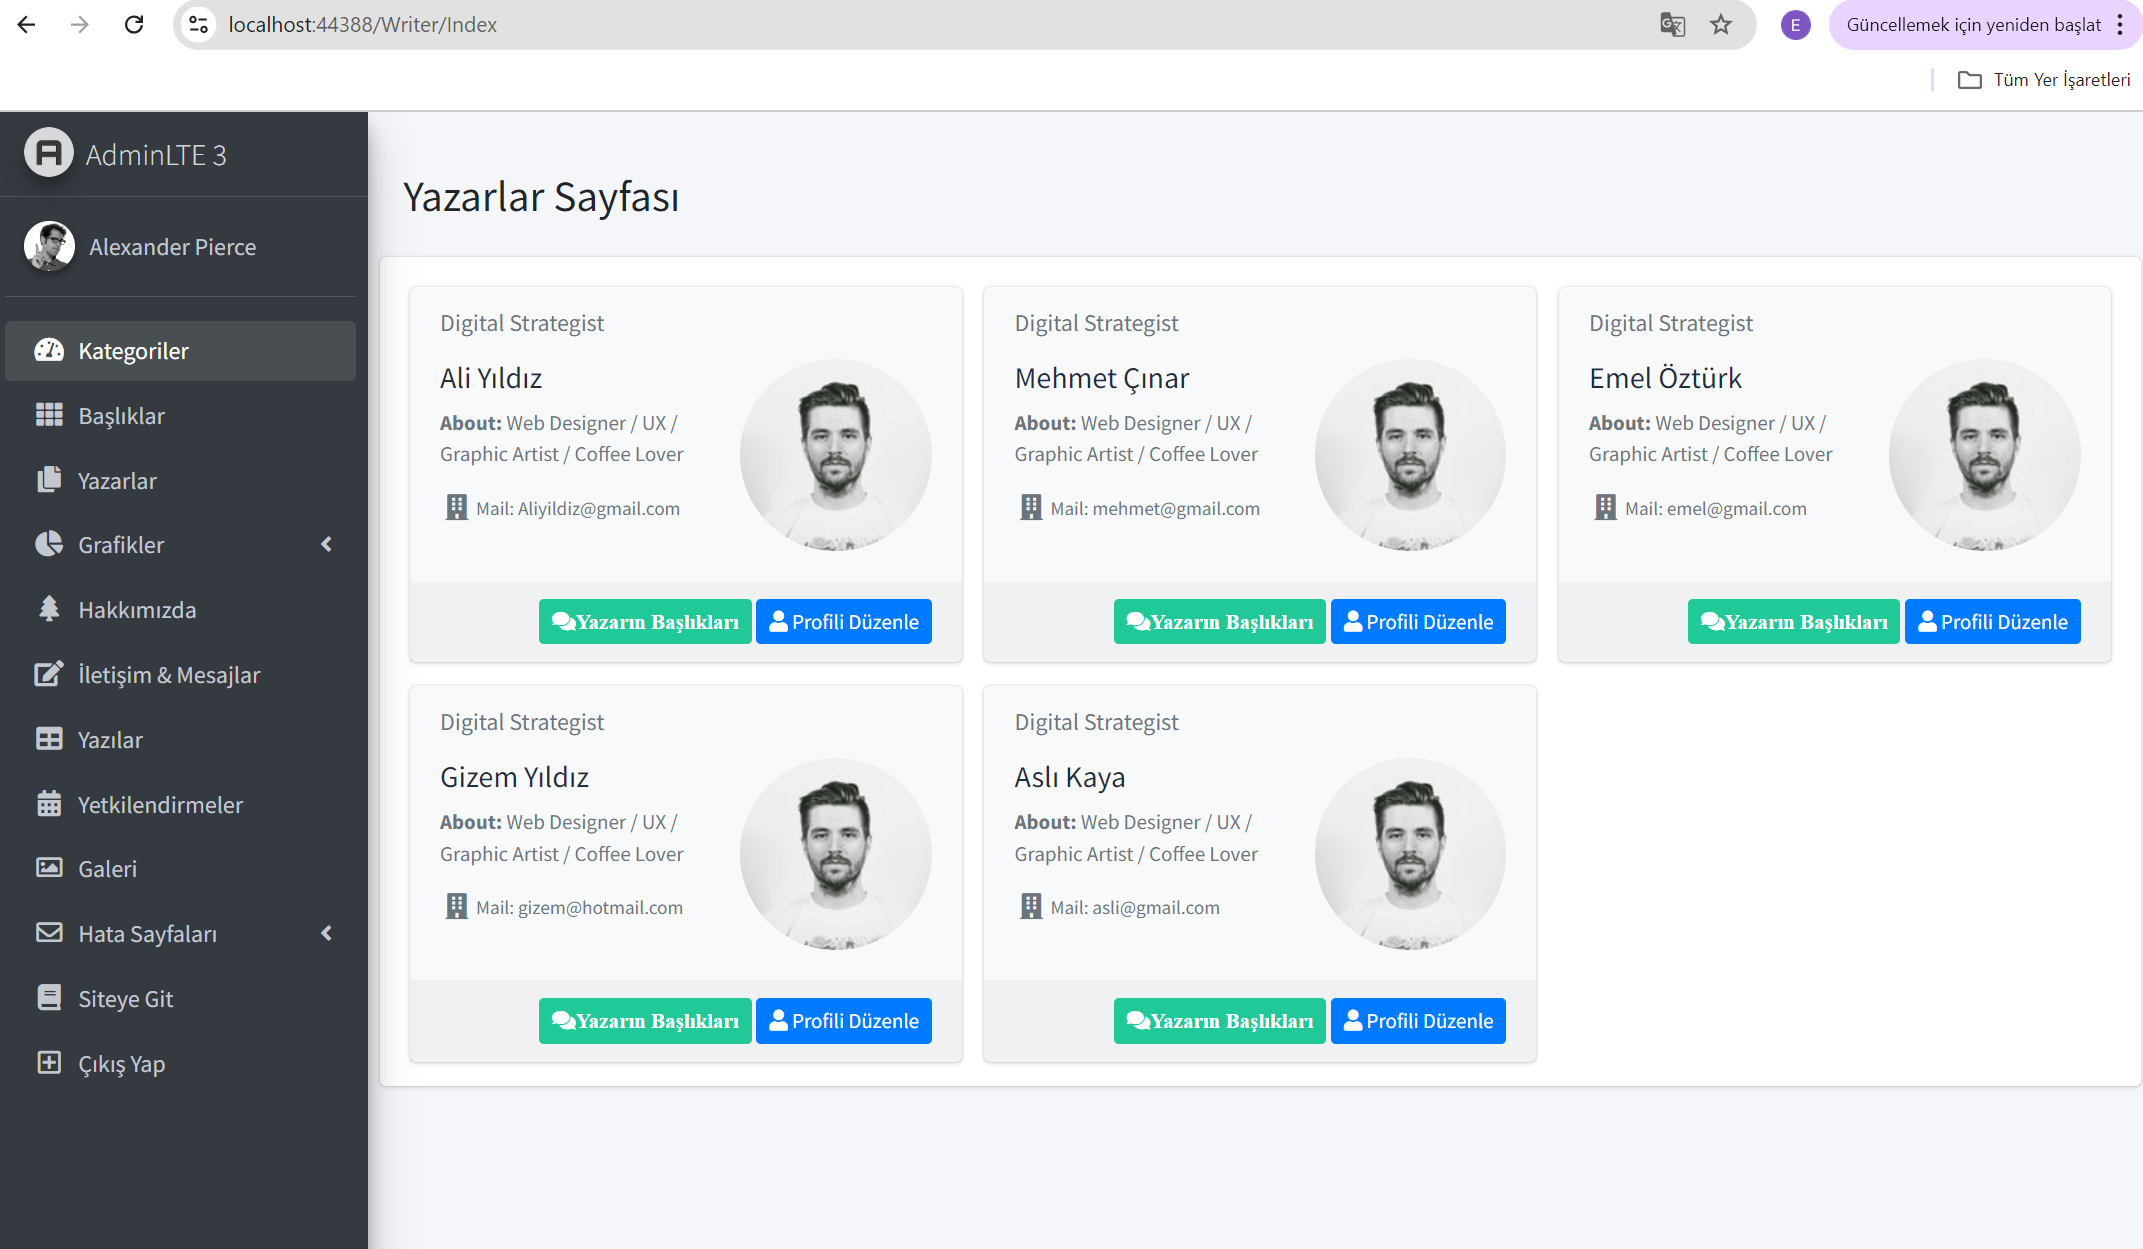 localhost:44388/Writer/Index
E
Güncellemek için yeniden başlat
Tüm Yer İşaretleri
AdminLTE 3
Alexander Pierce
Kategoriler
Başlıklar
Yazarlar
Grafikler
Hakkımızda
İletişim & Mesajlar
Yazılar
Yetkilendirmeler
Galeri
Hata Sayfaları
Siteye Git
Çıkış Yap
Yazarlar Sayfası
Digital Strategist
Ali Yıldız
About: Web Designer / UX /
Graphic Artist / Coffee Lover
Mail: Aliyildiz@gmail.com
Yazarın Başlıkları
Profili Düzenle
Digital Strategist
Mehmet Çınar
About: Web Designer / UX /
Graphic Artist / Coffee Lover
Mail: mehmet@gmail.com
Yazarın Başlıkları
Profili Düzenle
Digital Strategist
Emel Öztürk
About: Web Designer / UX /
Graphic Artist / Coffee Lover
Mail: emel@gmail.com
Yazarın Başlıkları
Profili Düzenle
Digital Strategist
Gizem Yıldız
About: Web Designer / UX /
Graphic Artist / Coffee Lover
Mail: gizem@hotmail.com
Yazarın Başlıkları
Profili Düzenle
Digital Strategist
Aslı Kaya
About: Web Designer / UX /
Graphic Artist / Coffee Lover
Mail: asli@gmail.com
Yazarın Başlıkları
Profili Düzenle